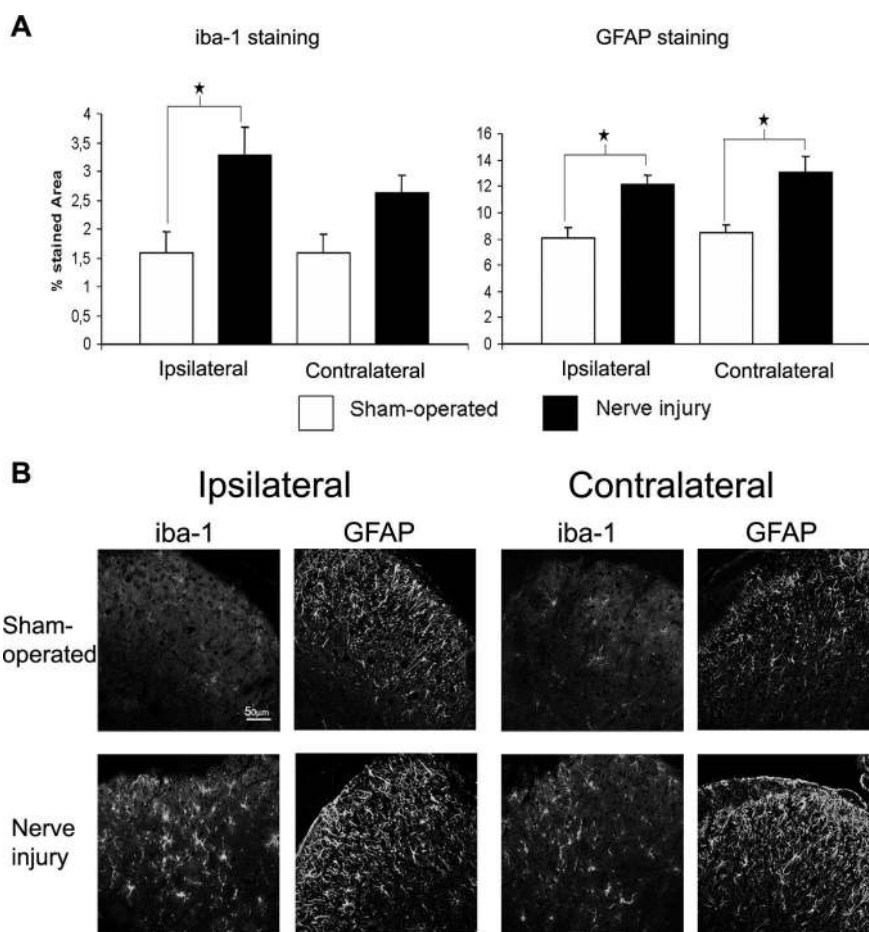 A
iba-1 staining
GFAP staining
% stained Area
4
3,5
3
2,5
2
1,5
1
0,5
0
16
14
12
10
8
6
4
2
0
Ipsilateral
Contralateral
Ipsilateral
Contralateral
Sham-operated
Nerve injury
B
Ipsilateral
Contralateral
iba-1
GFAP
iba-1
GFAP
Sham-
operated
50µm
Nerve
injury